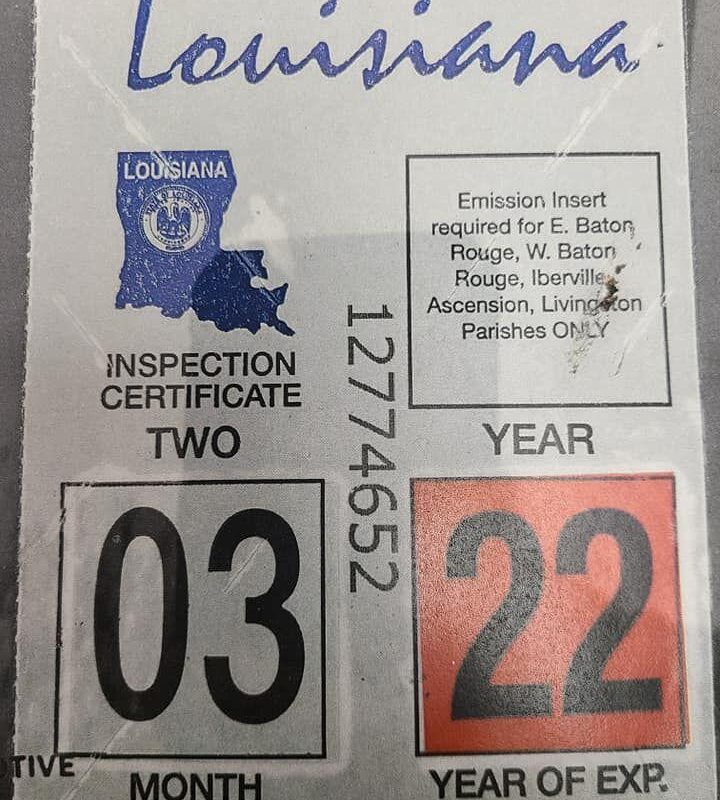 Louisiana
LOUISIANA
INSPECTION
CERTIFICATE
Emission Insert
required for E. Baton
Rouge, W. Baton
Rouge, Iberville
Ascension, Livingston
Parishes ONLY
TWO YEAR
12774652
03
22
TIVE
MONTH
YEAR OF EXP.